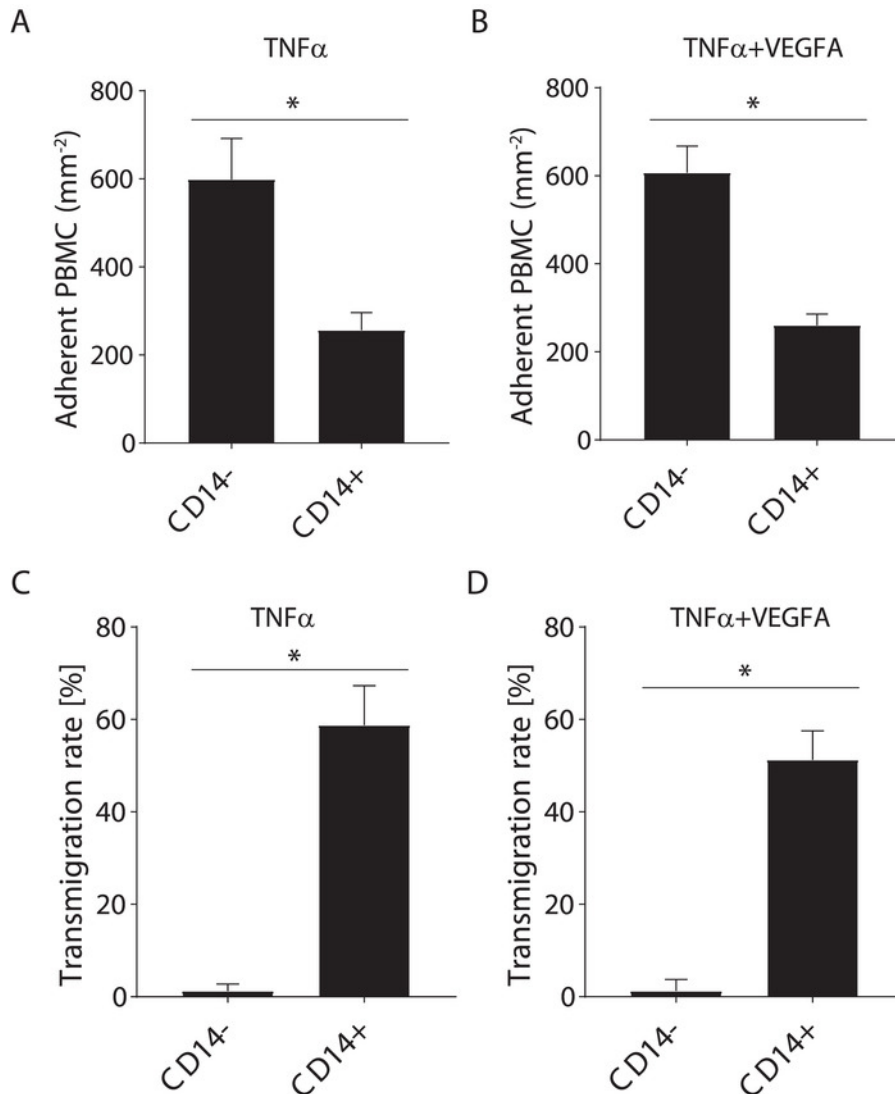 A
TNFα
Adherent PBMC (mm-2)
800
600
400
200
0
*
CD14-
CD14+
B
TNFα+VEGFA
Adherent PBMC (mm-2)
800
600
400
200
0
*
CD14-
CD14+
C
TNFα
Transmigration rate [%]
80
60
40
20
0
*
CD14-
CD14+
D
TNFα+VEGFA
Transmigration rate [%]
80
60
40
20
0
*
CD14-
CD14+